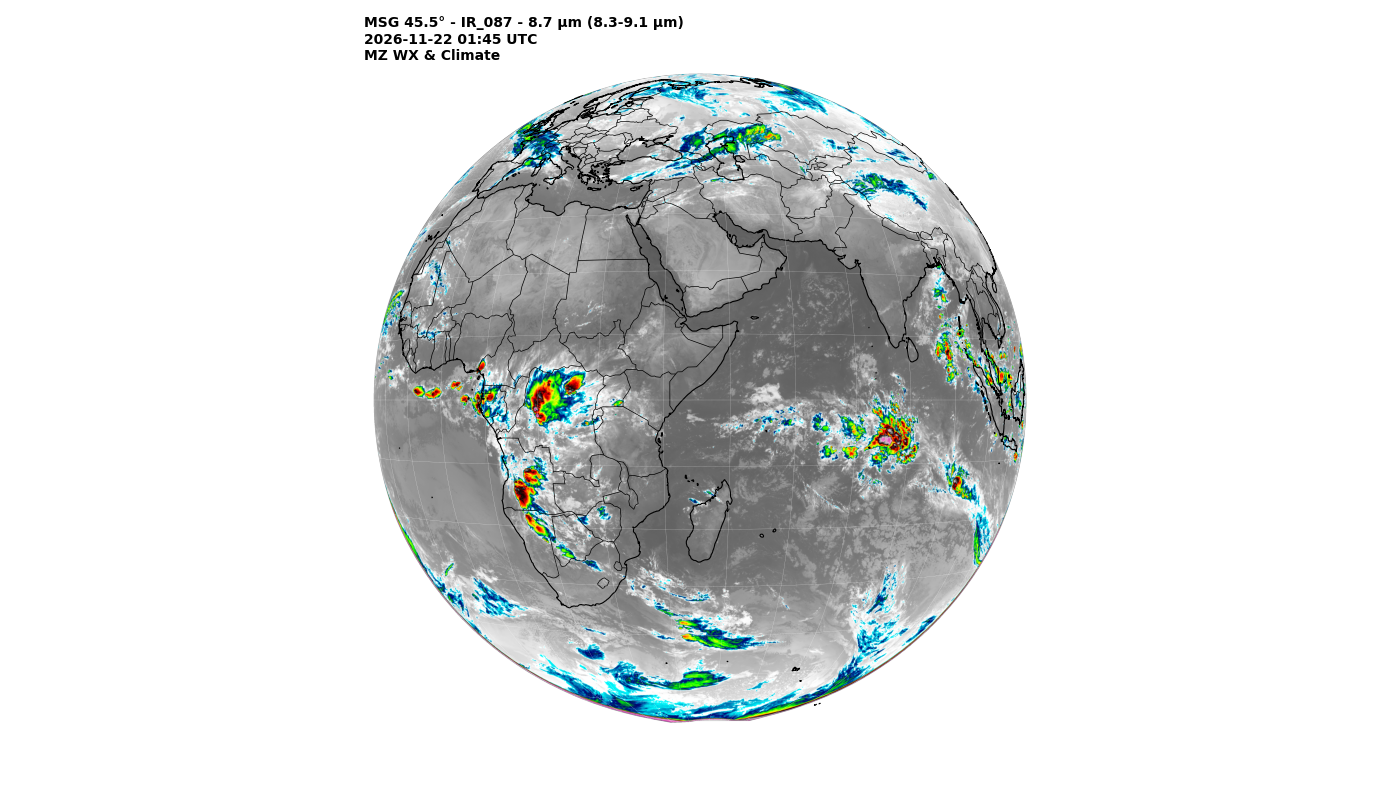 MSG 45.5° - IR_087 - 8.7 µm (8.3-9.1 µm)
2026-11-22 01:45 UTC
MZ WX & Climate